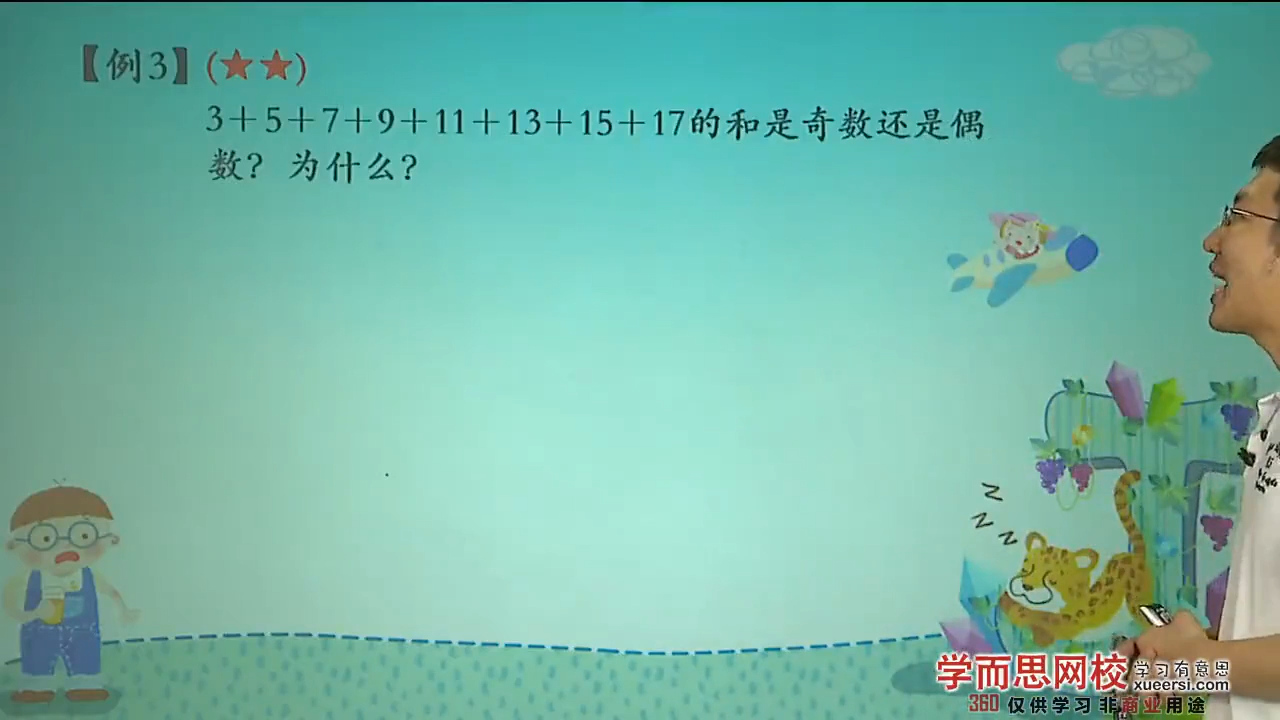 【例3】(★★)
3+5+7+9+11+13+15+17的和是奇数还是偶
数? 为什么?
z
z
z
学而思网校 学习有意思
xueersi.com
360 仅供学习 非商业用途